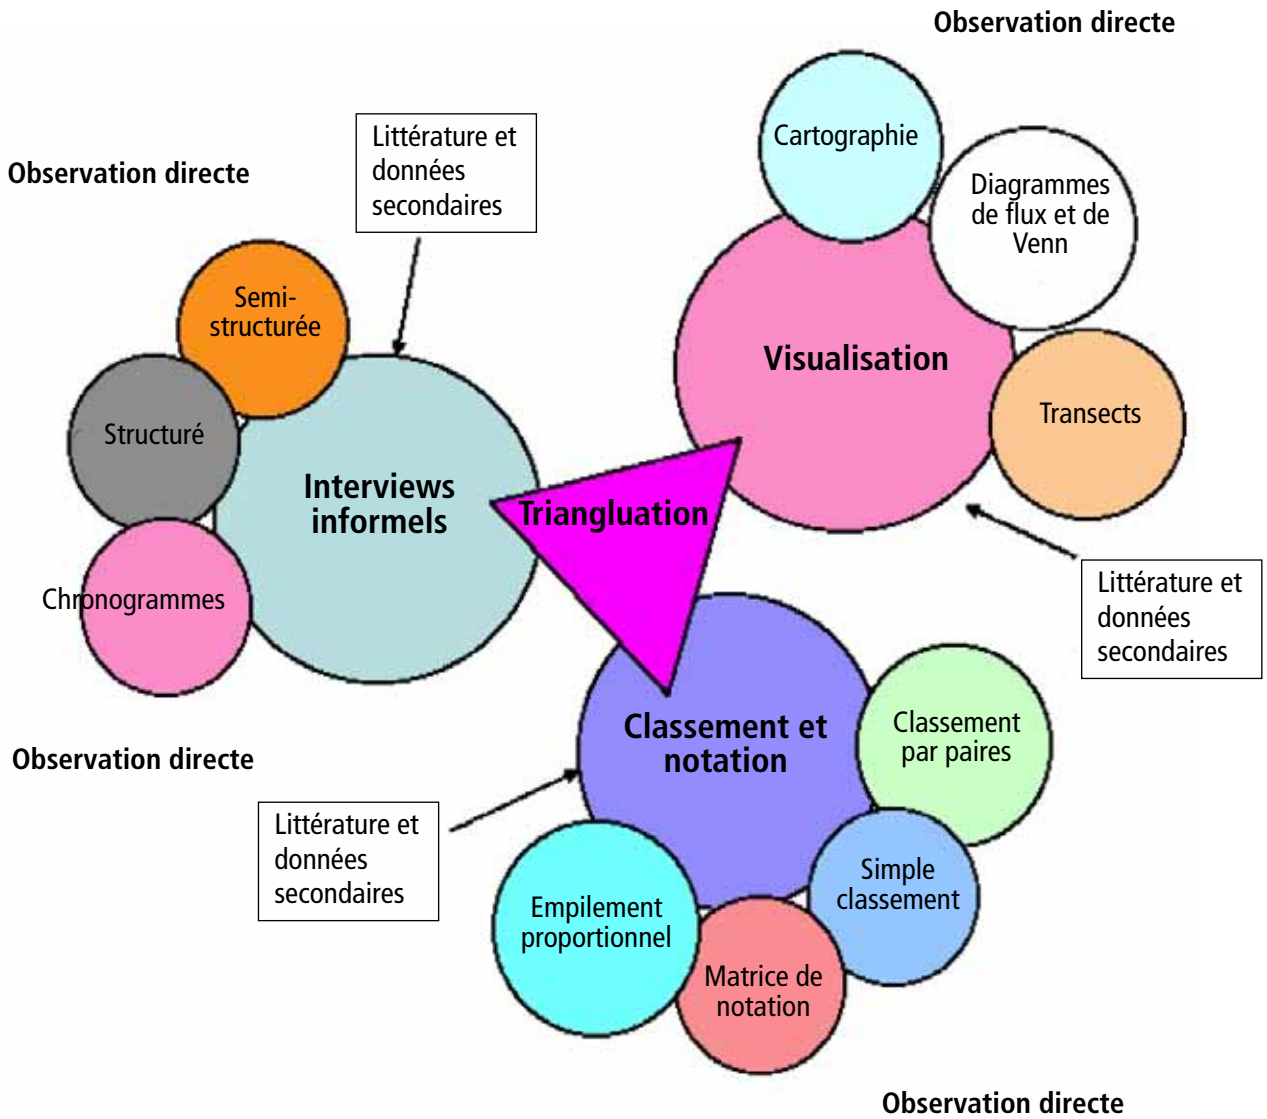 Observation directe
Cartographie
Diagrammes
de flux et de
Venn
Visualisation
Transects
Littérature et
données
secondaires
Observation directe
Littérature et
données
secondaires
Semi-
structurée
Structuré
Interviews
informels
Chronogrammes
Triangluation
Observation directe
Classement et
notation
Classement
par paires
Littérature et
données
secondaires
Simple
classement
Empilement
proportionnel
Matrice de
notation
Observation directe